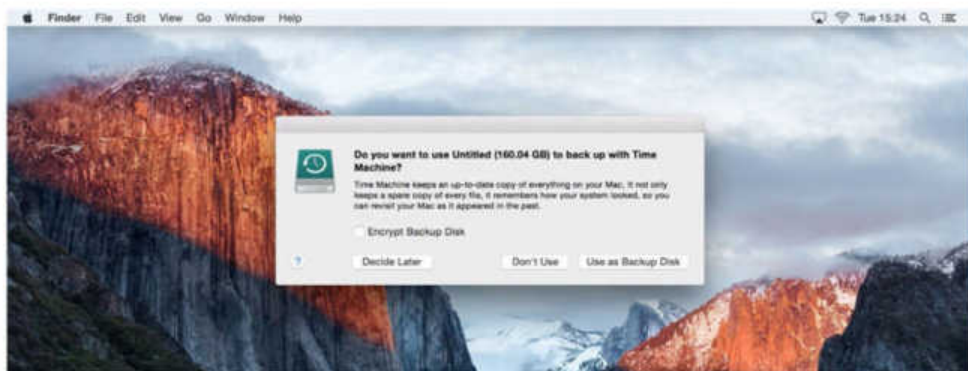 Finder File Edit View Go Window Help Tue 15:24
Do you want to use Untitled (160.04 GB) to back up with Time
Machine?
Time Machine keeps an up-to-date copy of everything on your Mac. It not only
keeps a spare copy of every file, it remembers how your system looked, so you
can revisit your Mac as it appeared in the past.
Encrypt Backup Disk
? Decide Later Don't Use Use as Backup Disk